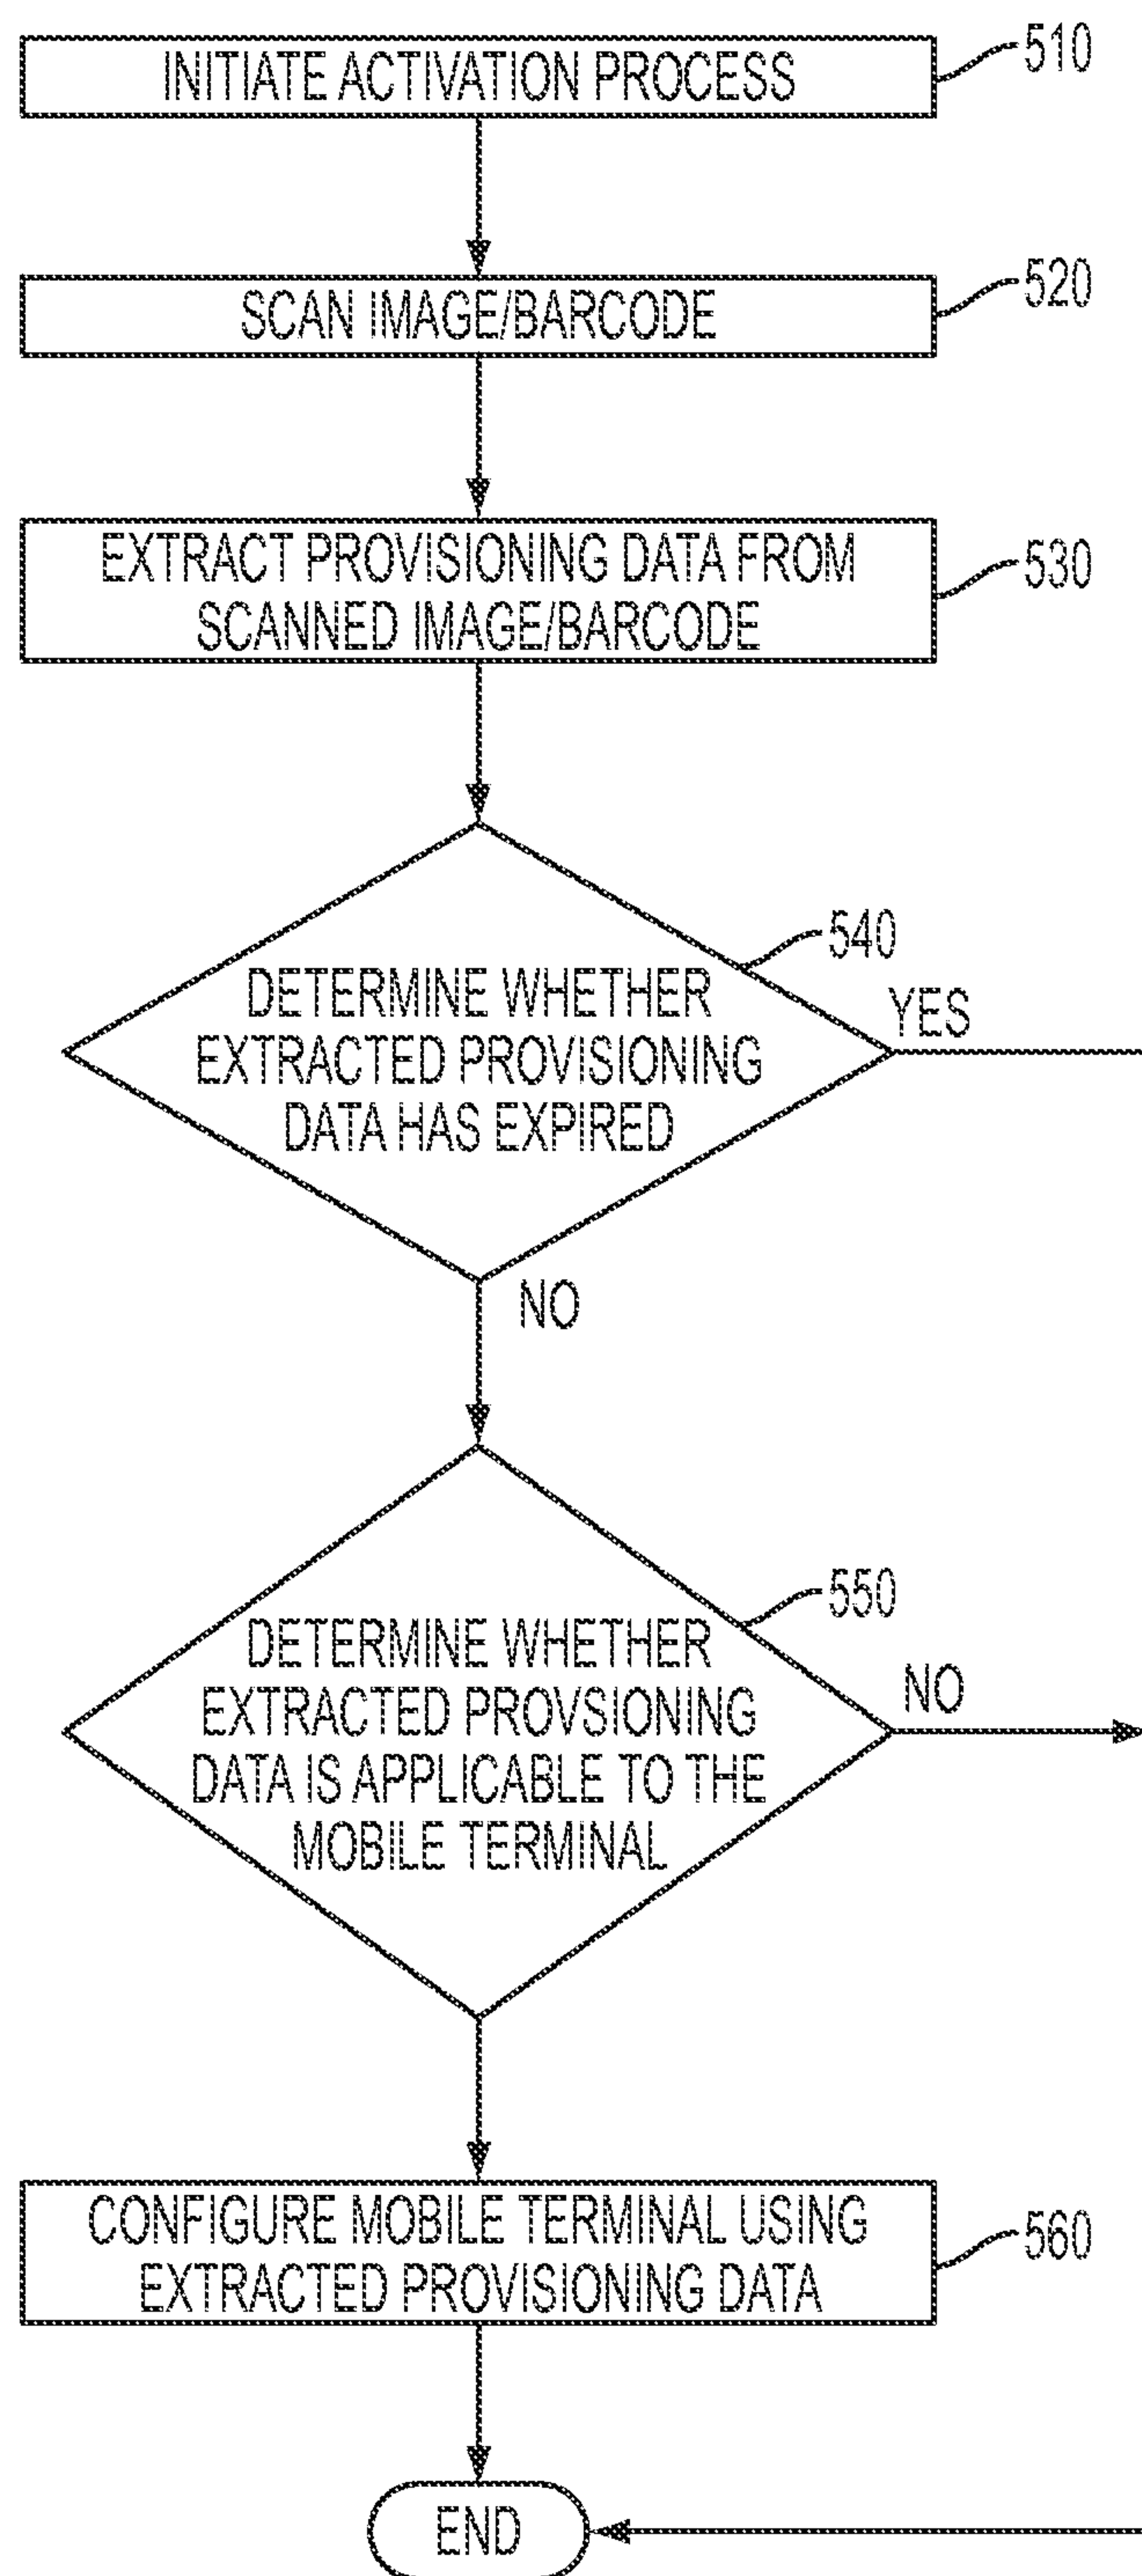 INITIATE ACTIVATION PROCESS
510
SCAN IMAGE/BARCODE
520
EXTRACT PROVISIONING DATA FROM
SCANNED IMAGE/BARCODE
530
540
DETERMINE WHETHER
EXTRACTED PROVISIONING
DATA HAS EXPIRED
YES
NO
550
DETERMINE WHETHER
EXTRACTED PROVSIONING
DATA IS APPLICABLE TO THE
MOBILE TERMINAL
NO
CONFIGURE MOBILE TERMINAL USING
EXTRACTED PROVISIONING DATA
560
END